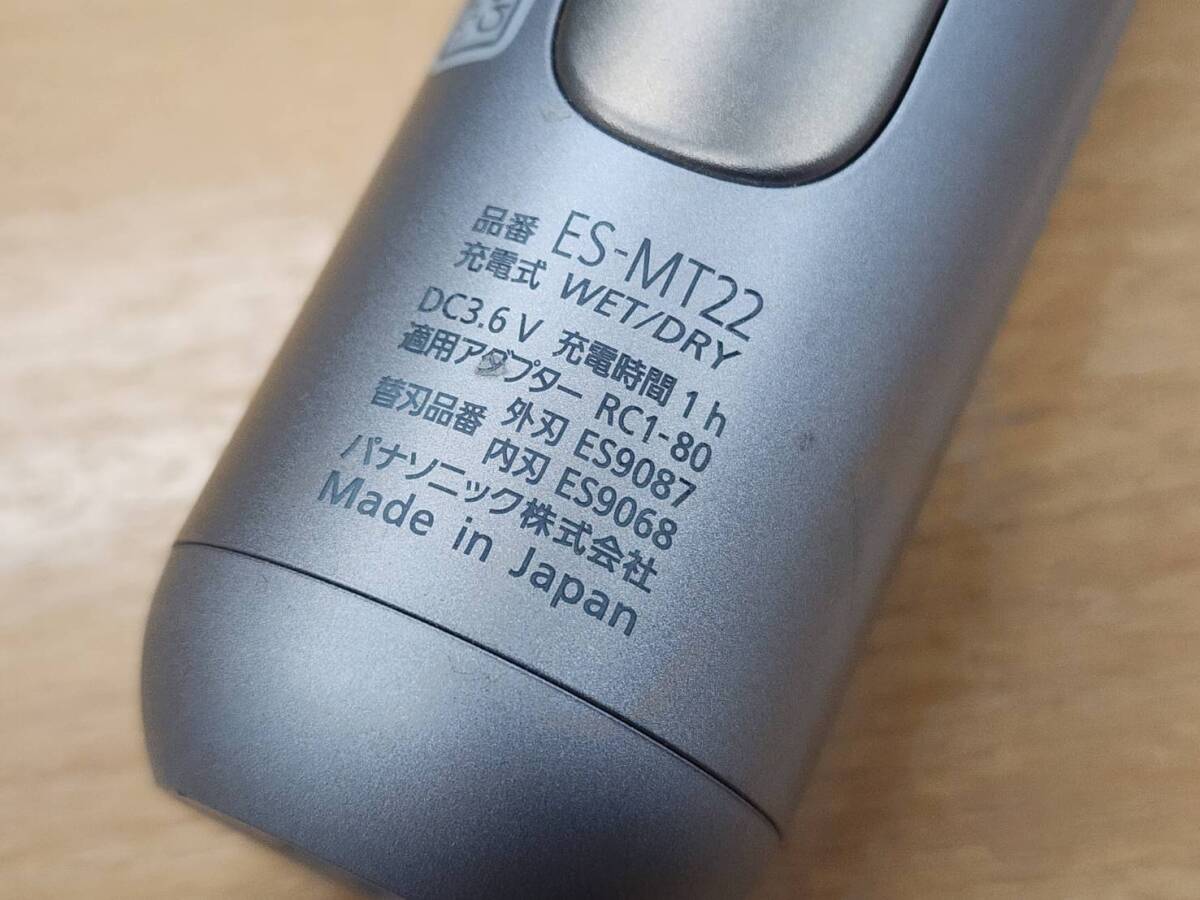 品番 ES-MT22
充電式 WET/DRY
DC3.6V 充電時間 1h
適用アダプター RC1-80
替刃品番 外刃 ES9087
内刃 ES9068
パナソニック株式会社
Made in Japan